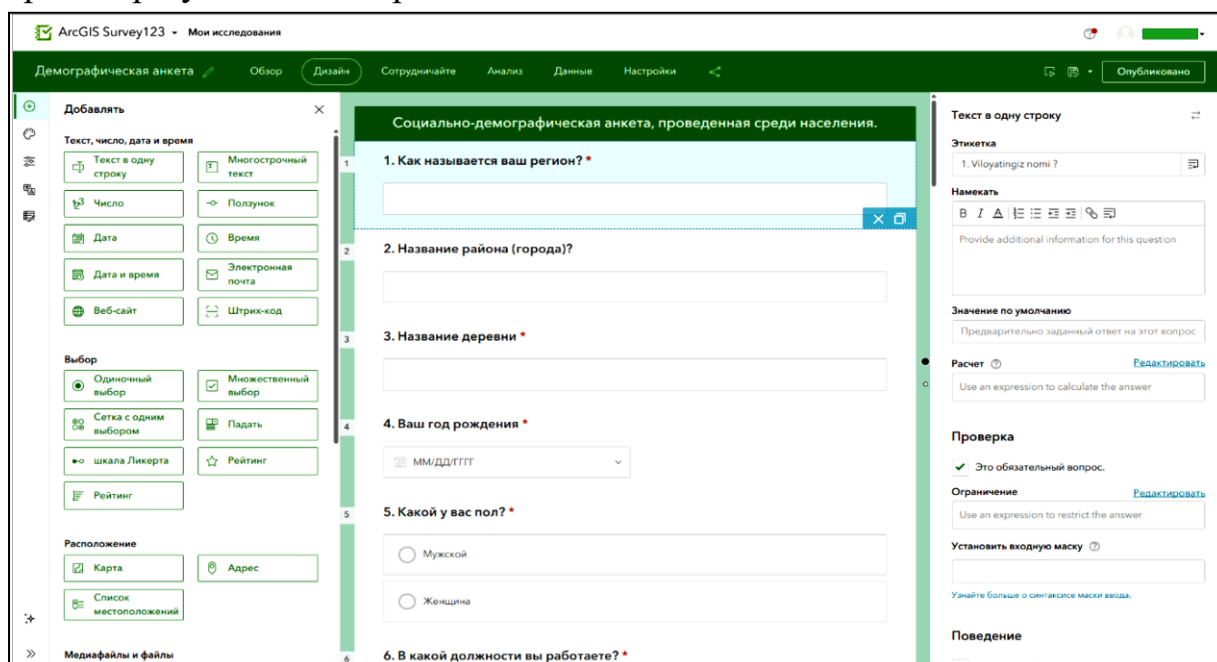 ArcGIS Survey123 Мои исследования
Демографическая анкета Обзор Дизайн Сотрудничайте Анализ Данные Настройки Опубликовано
Добавлять
Текст, число, дата и время
Текст в одну строку
Многострочный текст
Число
Ползунок
Дата
Время
Дата и время
Электронная почта
Веб-сайт
Штрих-код
Выбор
Одиночный выбор
Множественный выбор
Сетка с одним выбором
Падать
шкала Ликерта
Рейтинг
Рейтинг
Расположение
Карта
Адрес
Список местоположений
Медиафайлы и файлы
Социально-демографическая анкета, проведенная среди населения.
1
1. Как называется ваш регион? *
2
2. Название района (города)?
3
3. Название деревни *
4
4. Ваш год рождения *
ММ/ДД/ГГГГ
5
5. Какой у вас пол? *
Мужской
Женщина
6
6. В какой должности вы работаете? *
Текст в одну строку
Этикетка
1. Viloyatingiz nomi ?
Намекать
B I A
Provide additional information for this question
Значение по умолчанию
Предварительно заданный ответ на этот вопрос
Расчет Редактировать
Use an expression to calculate the answer
Проверка
Это обязательный вопрос.
Ограничение Редактировать
Use an expression to restrict the answer
Установить входную маску
Узнайте больше о синтаксисе маски ввода.
Поведение